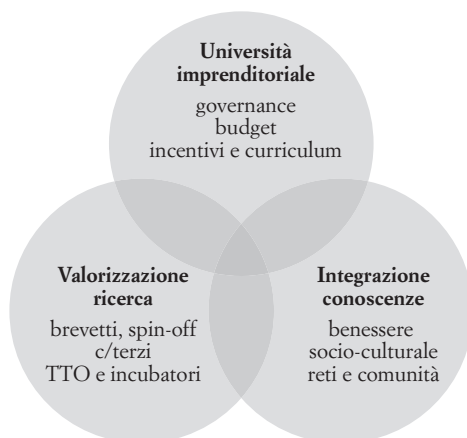 Università
imprenditoriale
governance
budget
incentivi e curriculum
Valorizzazione
ricerca
brevetti, spin-off
c/terzi
TTO e incubatori
Integrazione
conoscenze
benessere
socio-culturale
reti e comunità